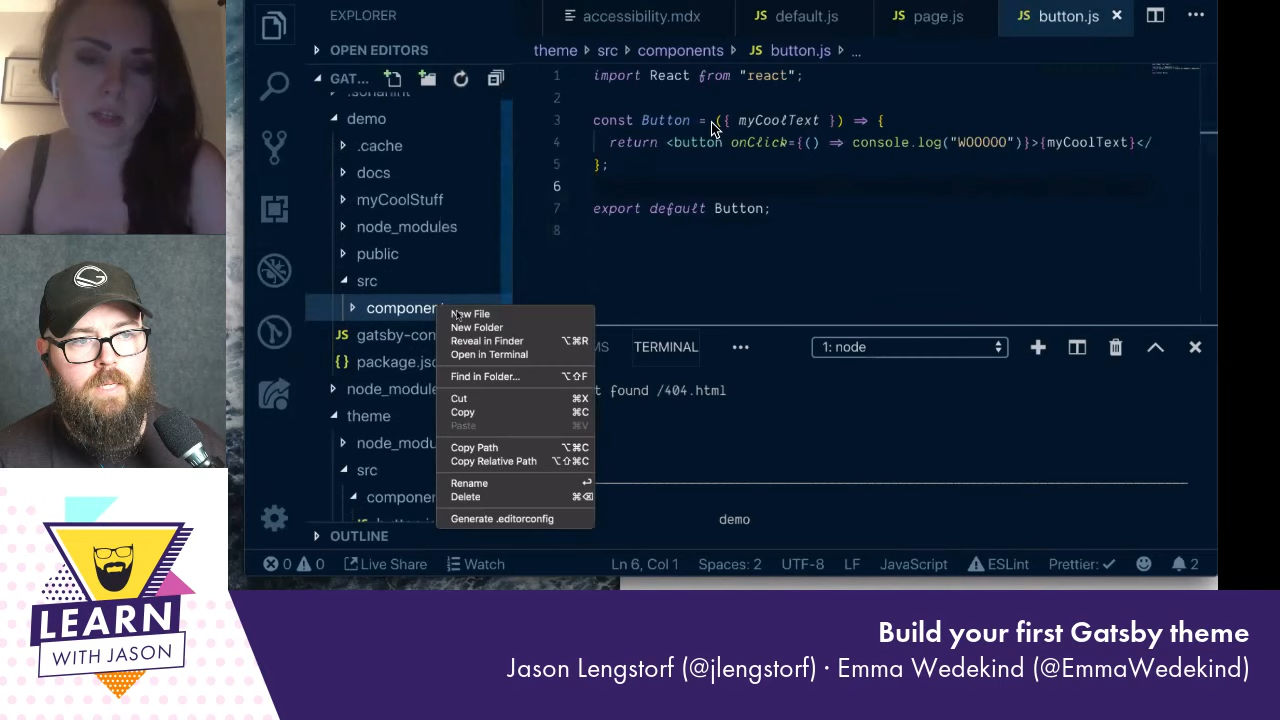 EXPLORER
OPEN EDITORS
GAT...
demo
.cache
docs
myCoolStuff
node_modules
public
src
component
gatsby-con
package.jsc
node_module
theme
node_modu
src
componen
OUTLINE
accessibility.mdx
JS default.js
JS page.js
JS button.js ×
theme src components JS button.js ...
1 import React from "react";
2
3 const Button = ({ myCoolText }) ⇒ {
4 return <button onClick={() ⇒ console.log("WOOOOO")}>{myCoolText}</
5 };
6
7 export default Button;
8
New File
New Folder
Reveal in Finder ⌥⌘R
Open in Terminal
Find in Folder... ⌥⇧F
Cut ⌘X
Copy ⌘C
Paste ⌘V
Copy Path ⌥⌘C
Copy Relative Path ⌥⇧⌘C
Rename ↩
Delete ⌘⌫
Generate .editorconfig
MS TERMINAL ... 1: node
t found /404.html
demo
0 0 Live Share Watch Ln 6, Col 1 Spaces: 2 UTF-8 LF JavaScript ESLint Prettier: ✓ 2
LEARN
WITH JASON
Build your first Gatsby theme
Jason Lengstorf (@jlengstorf) · Emma Wedekind (@EmmaWedekind)